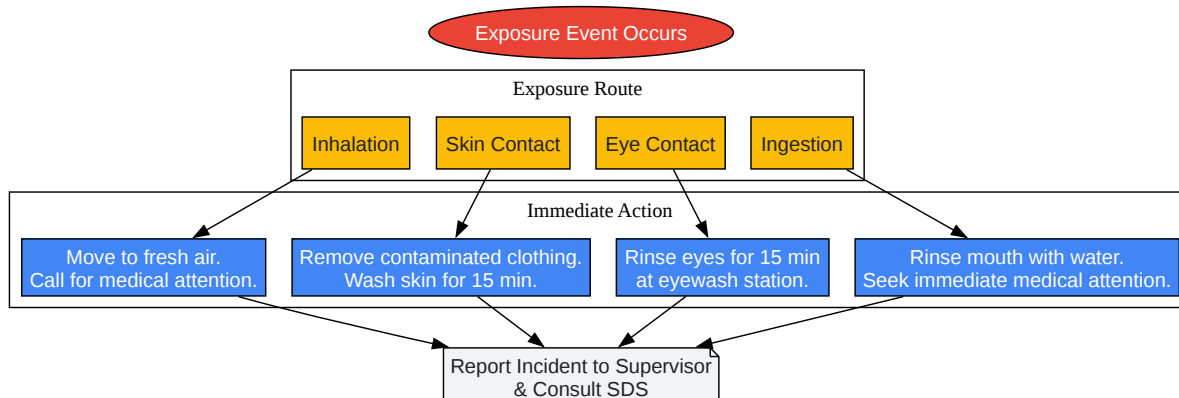 Exposure Event Occurs
Exposure Route
Inhalation
Skin Contact
Eye Contact
Ingestion
Immediate Action
Move to fresh air.
Call for medical attention.
Remove contaminated clothing.
Wash skin for 15 min.
Rinse eyes for 15 min
at eyewash station.
Rinse mouth with water.
Seek immediate medical attention.
Report Incident to Supervisor
& Consult SDS